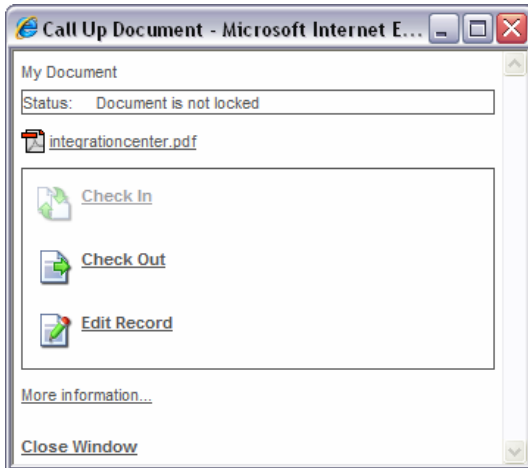 Call Up Document - Microsoft Internet E...
My Document
Status: Document is not locked
integrationcenter.pdf
Check In
Check Out
Edit Record
More information...
Close Window